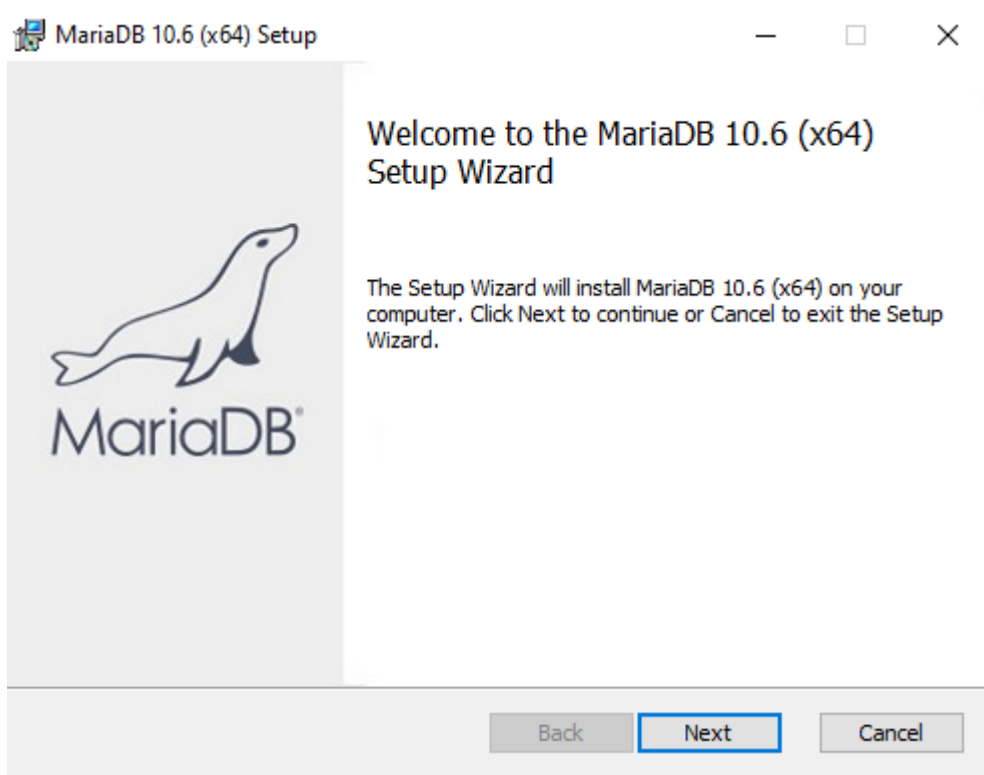 MariaDB 10.6 (x64) Setup
Welcome to the MariaDB 10.6 (x64)
Setup Wizard
The Setup Wizard will install MariaDB 10.6 (x64) on your
computer. Click Next to continue or Cancel to exit the Setup
Wizard.
MariaDB®
Back Next Cancel